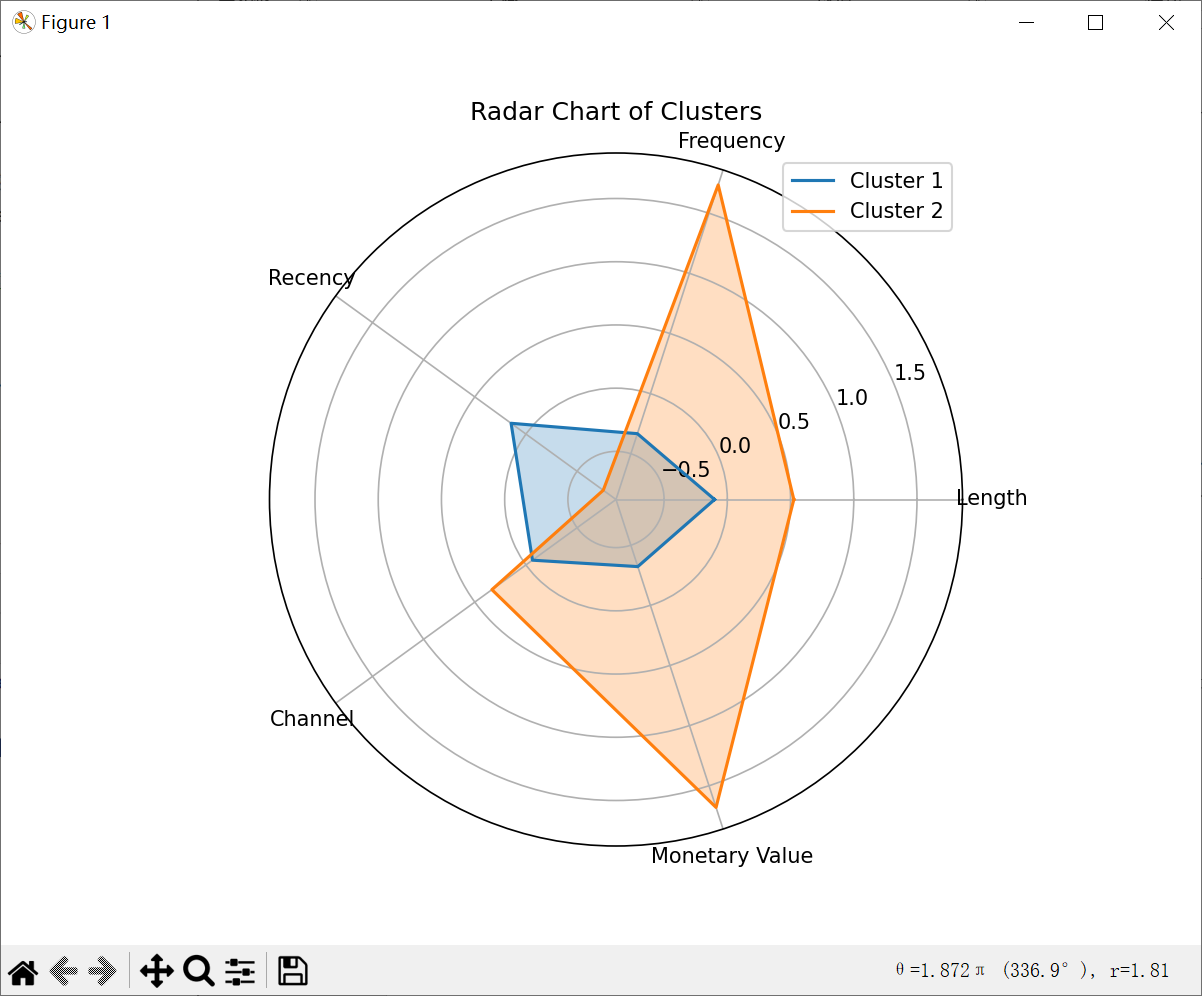 Figure 1
Radar Chart of Clusters
Frequency
Cluster 1
Cluster 2
Recency
1.5
1.0
0.5
0.0
−0.5
Length
Channel
Monetary Value
θ=1.872π (336.9°), r=1.81